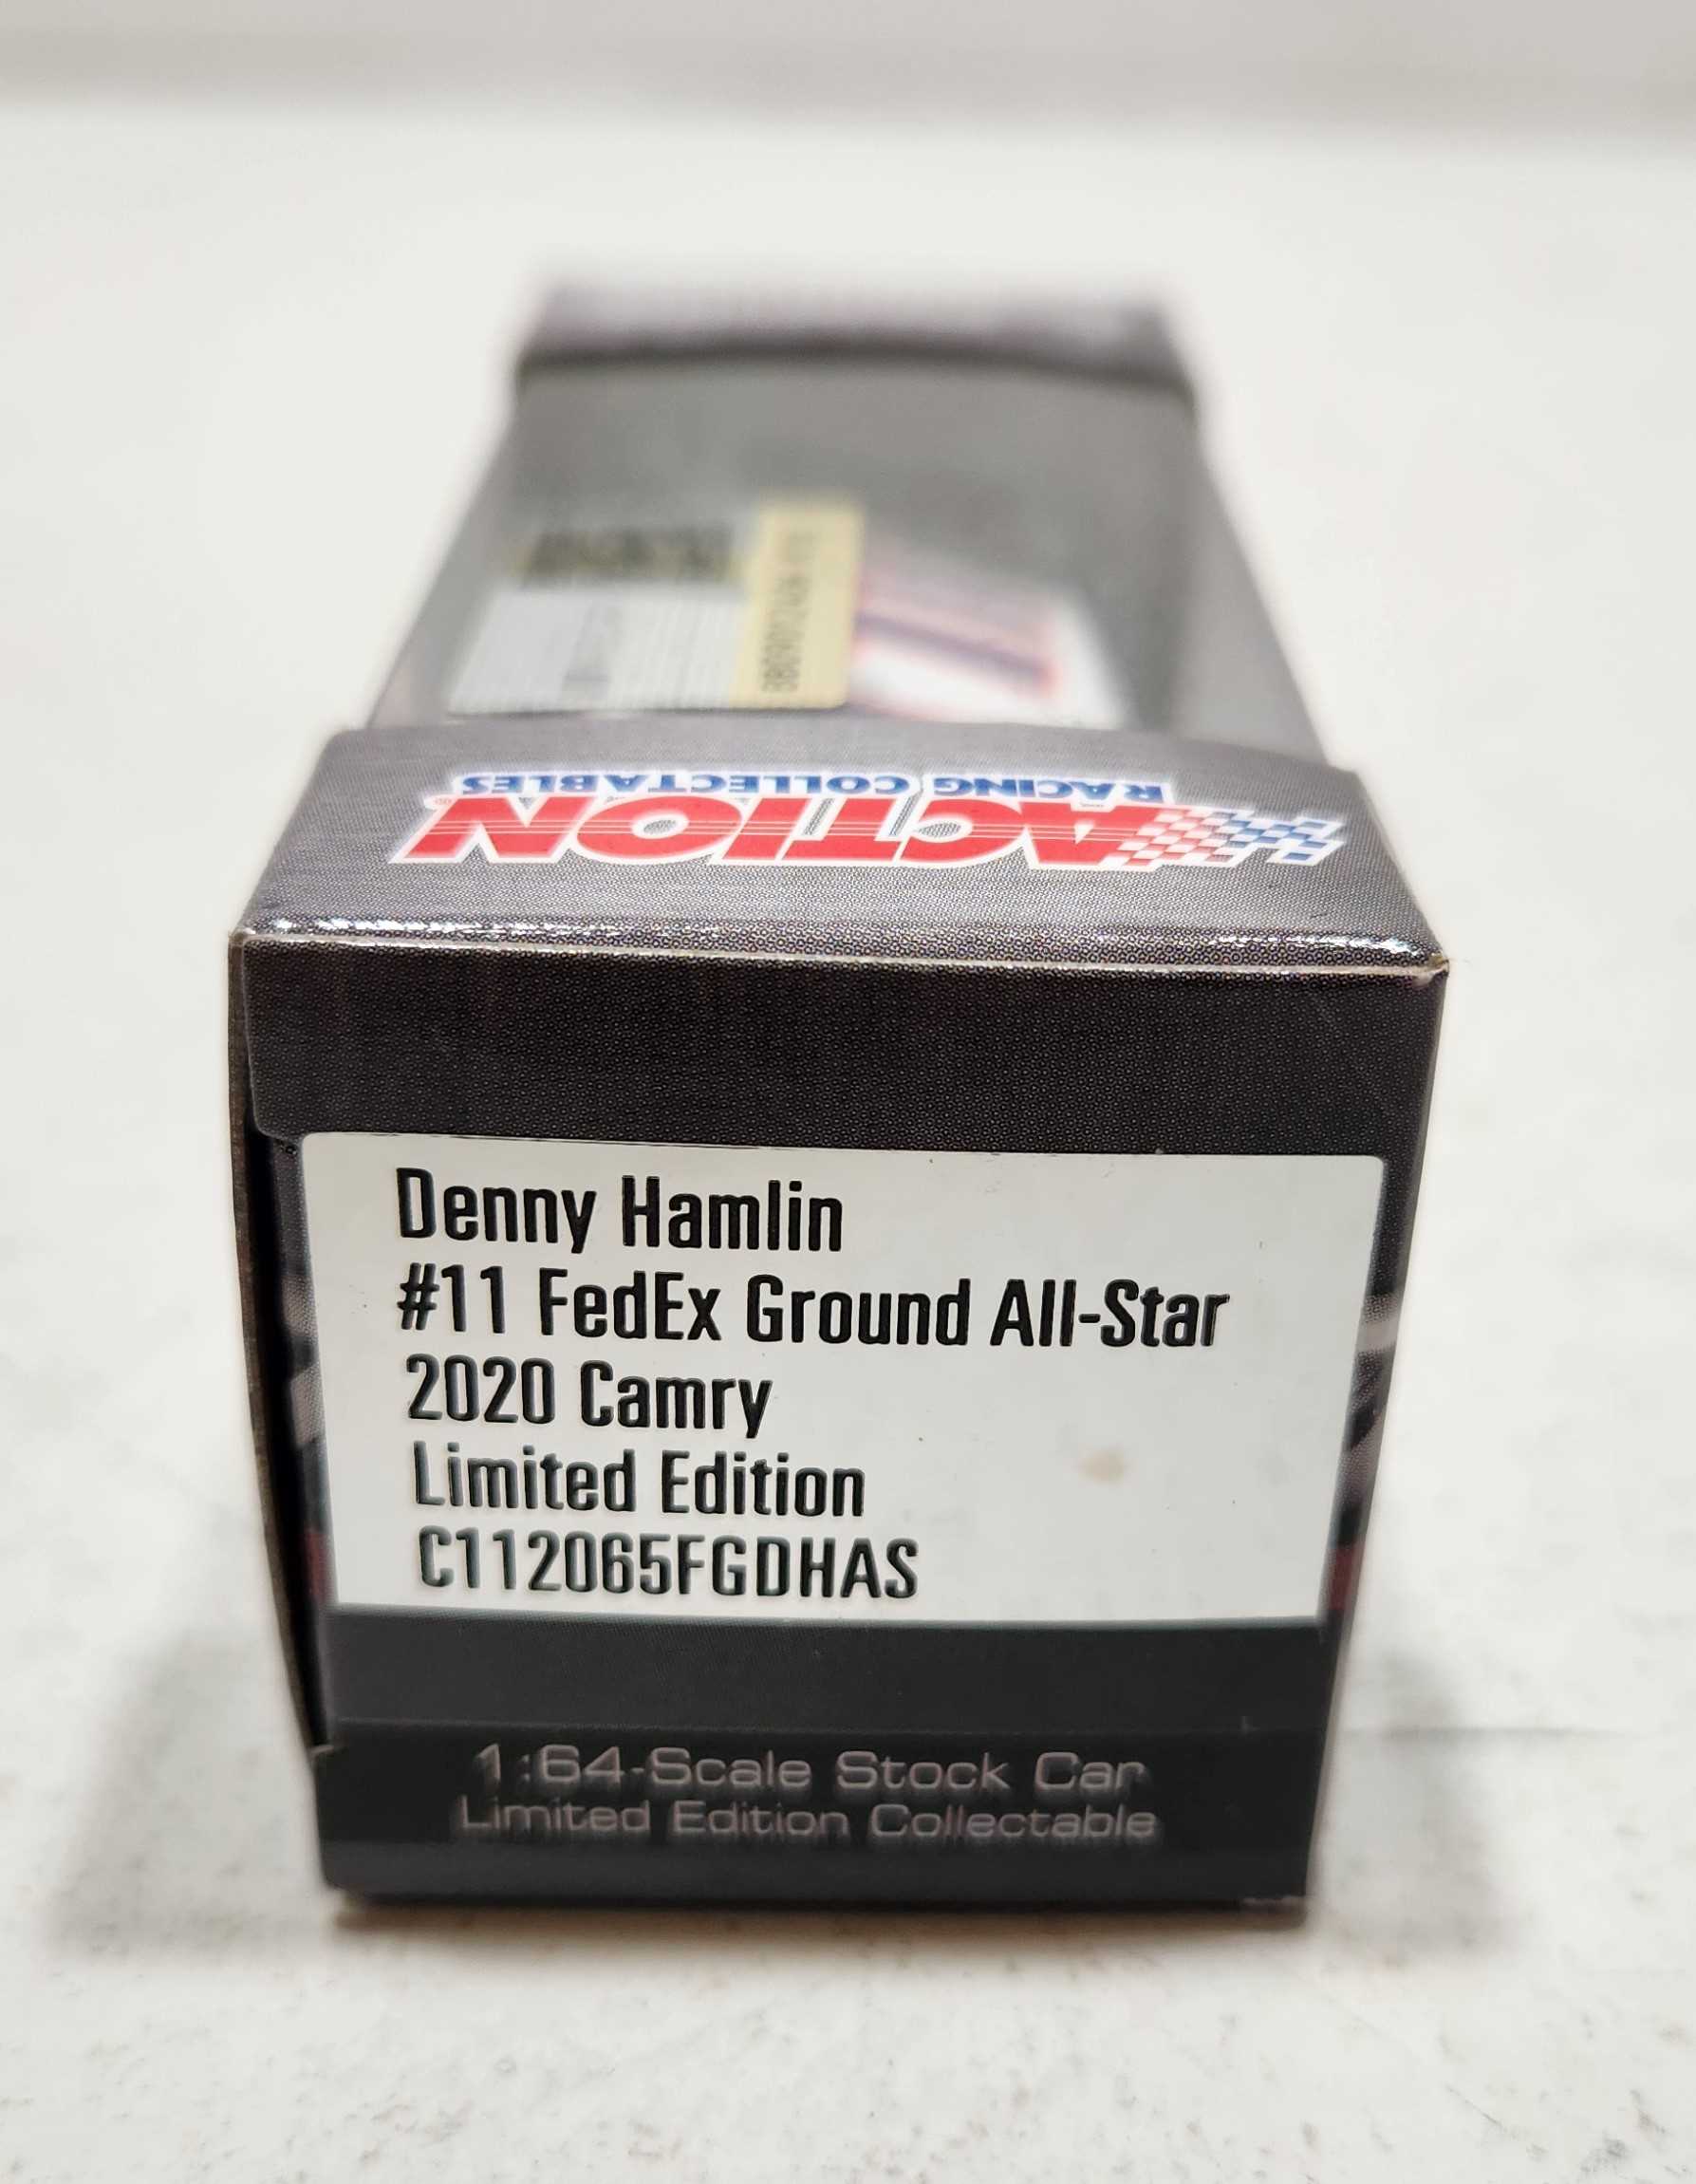 ACTION
RACING COLLECTABLES
Denny Hamlin
#11 FedEx Ground All-Star
2020 Camry
Limited Edition
C112065FGDHAS
1:64-Scale Stock Car
Limited Edition Collectable